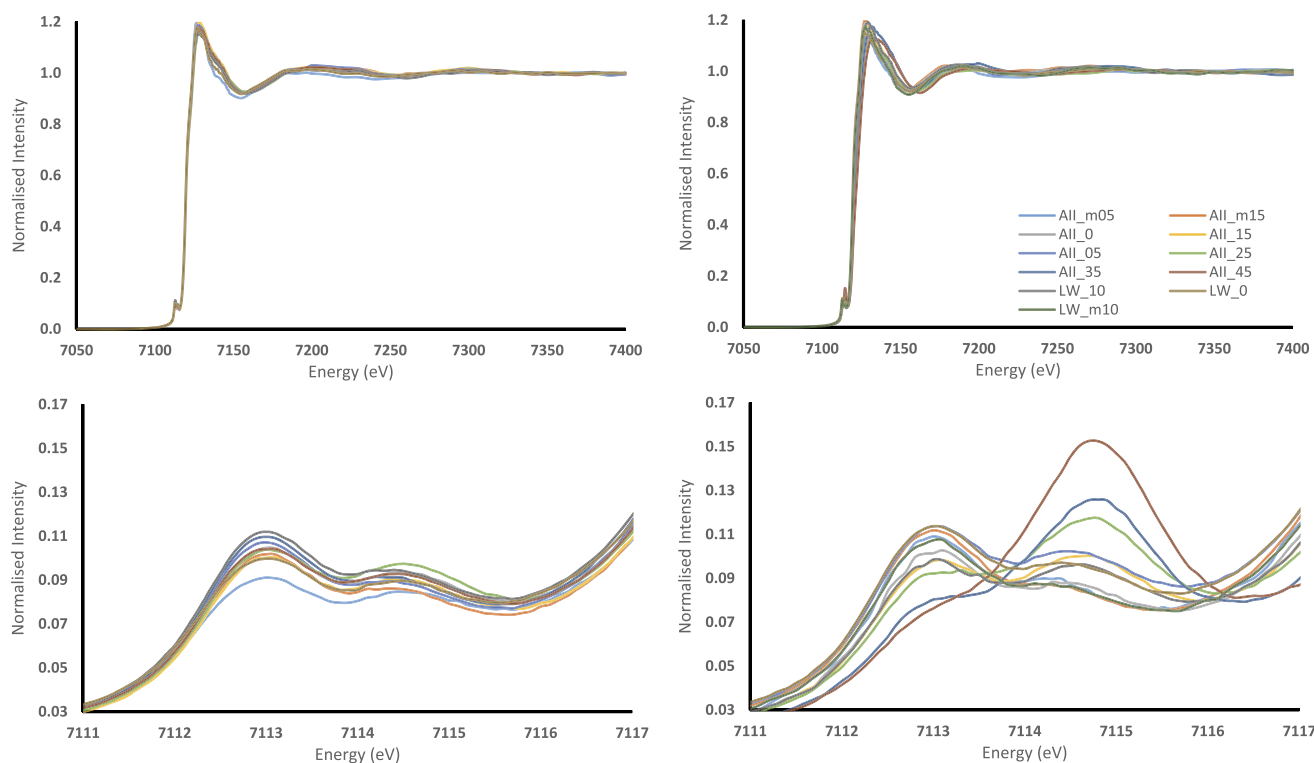 1.2
1.0
0.8
0.6
0.4
0.2
0.0
Normalised Intensity
7050 7100 7150 7200 7250 7300 7350 7400
Energy (eV)
1.2
1.0
0.8
0.6
0.4
0.2
0.0
Normalised Intensity
AII_m05 AII_m15
AII_0 AII_15
AII_05 AII_25
AII_35 AII_45
LW_10 LW_0
LW_m10
7050 7100 7150 7200 7250 7300 7350 7400
Energy (eV)
0.17
0.15
0.13
0.11
0.09
0.07
0.05
0.03
Normalised Intensity
7111 7112 7113 7114 7115 7116 7117
Energy (eV)
0.17
0.15
0.13
0.11
0.09
0.07
0.05
0.03
Normalised Intensity
7111 7112 7113 7114 7115 7116 7117
Energy (eV)